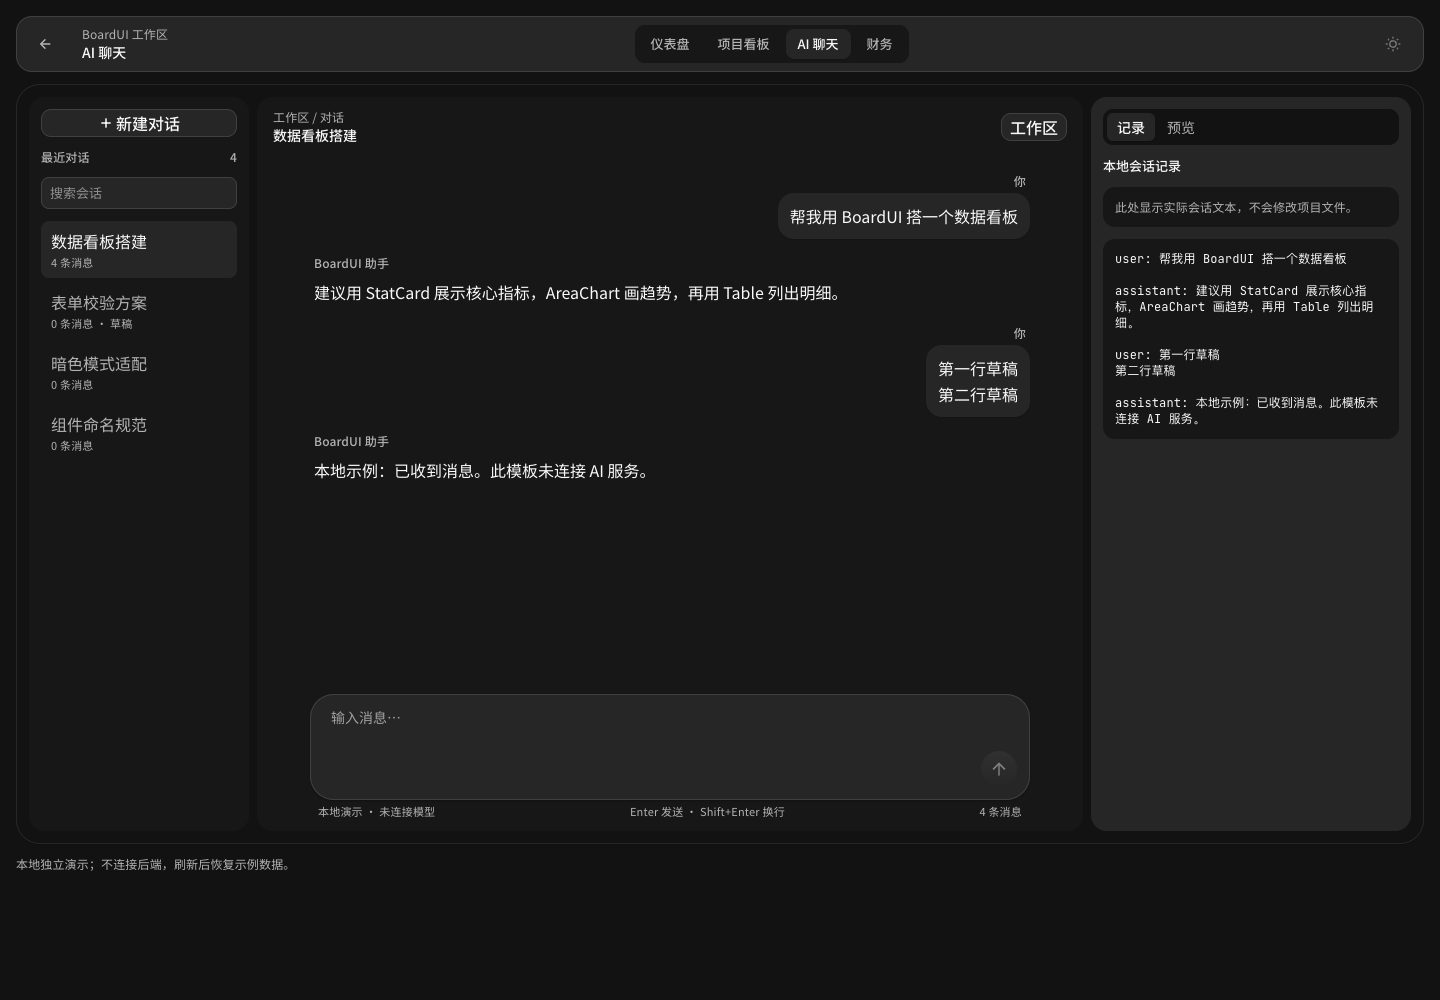 BoardUI 工作区
AI 聊天
仪表盘
项目看板
AI 聊天
财务
+ 新建对话
最近对话 4
搜索会话
数据看板搭建
4 条消息
表单校验方案
0 条消息 · 草稿
暗色模式适配
0 条消息
组件命名规范
0 条消息
工作区 / 对话
数据看板搭建
工作区
你
帮我用 BoardUI 搭一个数据看板
BoardUI 助手
建议用 StatCard 展示核心指标，AreaChart 画趋势，再用 Table 列出明细。
你
第一行草稿
第二行草稿
BoardUI 助手
本地示例：已收到消息。此模板未连接 AI 服务。
输入消息…
本地演示 · 未连接模型
Enter 发送 · Shift+Enter 换行
4 条消息
记录
预览
本地会话记录
此处显示实际会话文本，不会修改项目文件。
user: 帮我用 BoardUI 搭一个数据看板
assistant: 建议用 StatCard 展示核心指
标，AreaChart 画趋势，再用 Table 列出明
细。
user: 第一行草稿
第二行草稿
assistant: 本地示例：已收到消息。此模板未
连接 AI 服务。
本地独立演示；不连接后端，刷新后恢复示例数据。